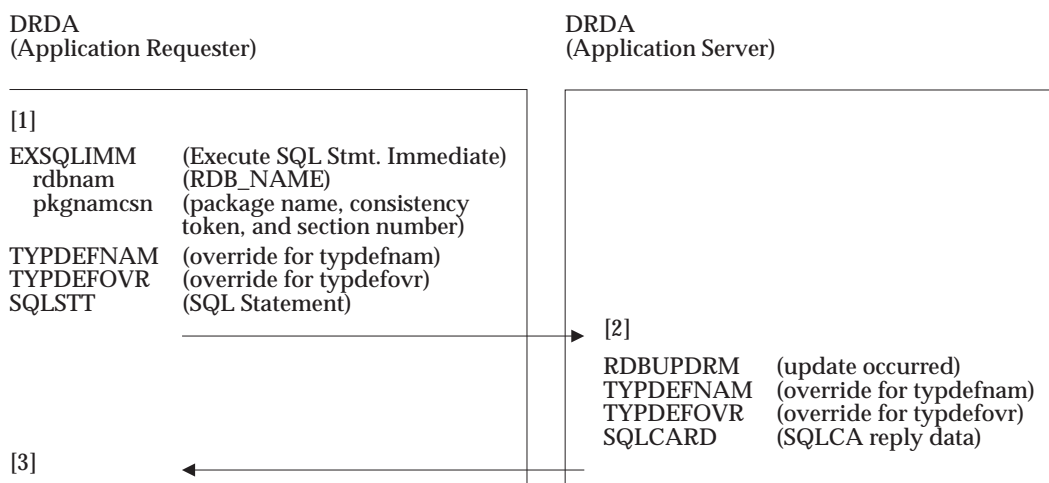 DRDA
(Application Requester)
DRDA
(Application Server)
[1]
EXSQLIMM (Execute SQL Stmt. Immediate)
rdbnam (RDB_NAME)
pkgnamcsn (package name, consistency
token, and section number)
TYPDEFNAM (override for typdefnam)
TYPDEFOVR (override for typdefovr)
SQLSTT (SQL Statement)
[2]
RDBUPDRM (update occurred)
TYPDEFNAM (override for typdefnam)
TYPDEFOVR (override for typdefovr)
SQLCARD (SQLCA reply data)
[3]